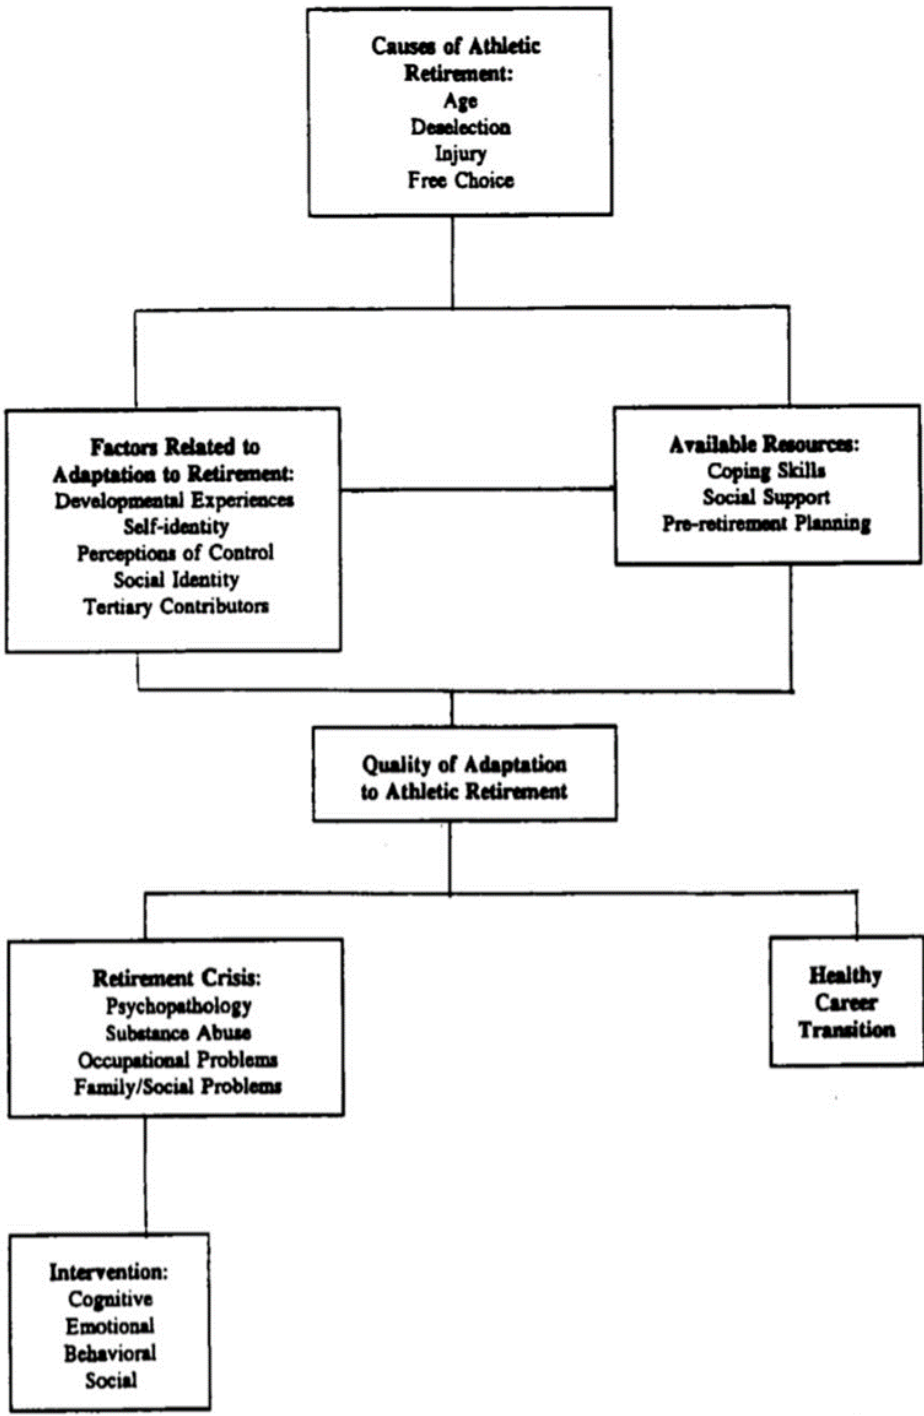 Causes of Athletic
Retirement:
Age
Deselection
Injury
Free Choice
Factors Related to
Adaptation to Retirement:
Developmental Experiences
Self-identity
Perceptions of Control
Social Identity
Tertiary Contributors
Available Resources:
Coping Skills
Social Support
Pre-retirement Planning
Quality of Adaptation
to Athletic Retirement
Retirement Crisis:
Psychopathology
Substance Abuse
Occupational Problems
Family/Social Problems
Healthy
Career
Transition
Intervention:
Cognitive
Emotional
Behavioral
Social